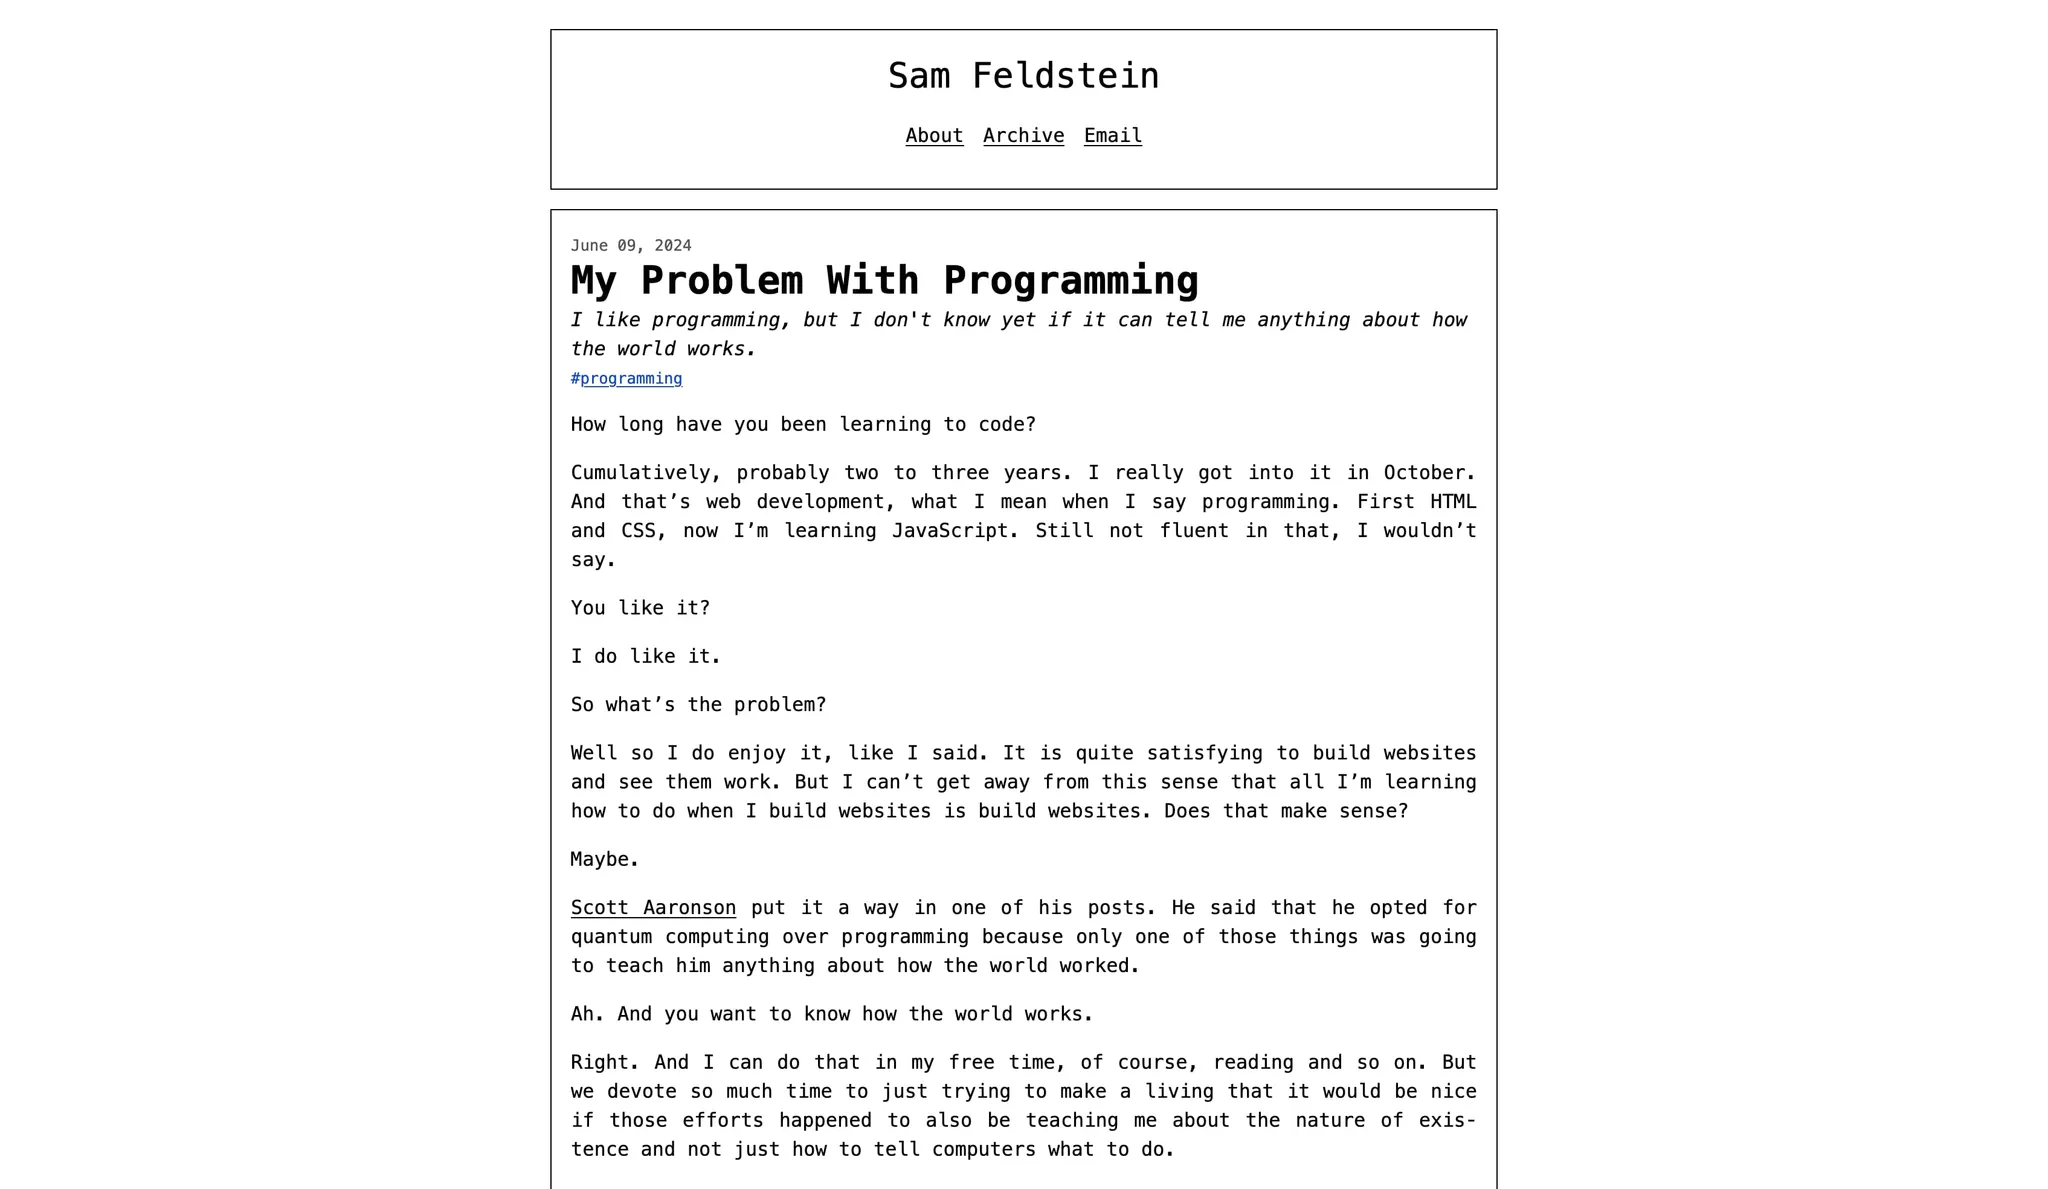 Sam Feldstein
About Archive Email
June 09, 2024
My Problem With Programming
I like programming, but I don't know yet if it can tell me anything about how
the world works.
#programming
How long have you been learning to code?
Cumulatively, probably two to three years. I really got into it in October.
And that’s web development, what I mean when I say programming. First HTML
and CSS, now I’m learning JavaScript. Still not fluent in that, I wouldn’t
say.
You like it?
I do like it.
So what’s the problem?
Well so I do enjoy it, like I said. It is quite satisfying to build websites
and see them work. But I can’t get away from this sense that all I’m learning
how to do when I build websites is build websites. Does that make sense?
Maybe.
Scott Aaronson put it a way in one of his posts. He said that he opted for
quantum computing over programming because only one of those things was going
to teach him anything about how the world worked.
Ah. And you want to know how the world works.
Right. And I can do that in my free time, of course, reading and so on. But
we devote so much time to just trying to make a living that it would be nice
if those efforts happened to also be teaching me about the nature of exis-
tence and not just how to tell computers what to do.